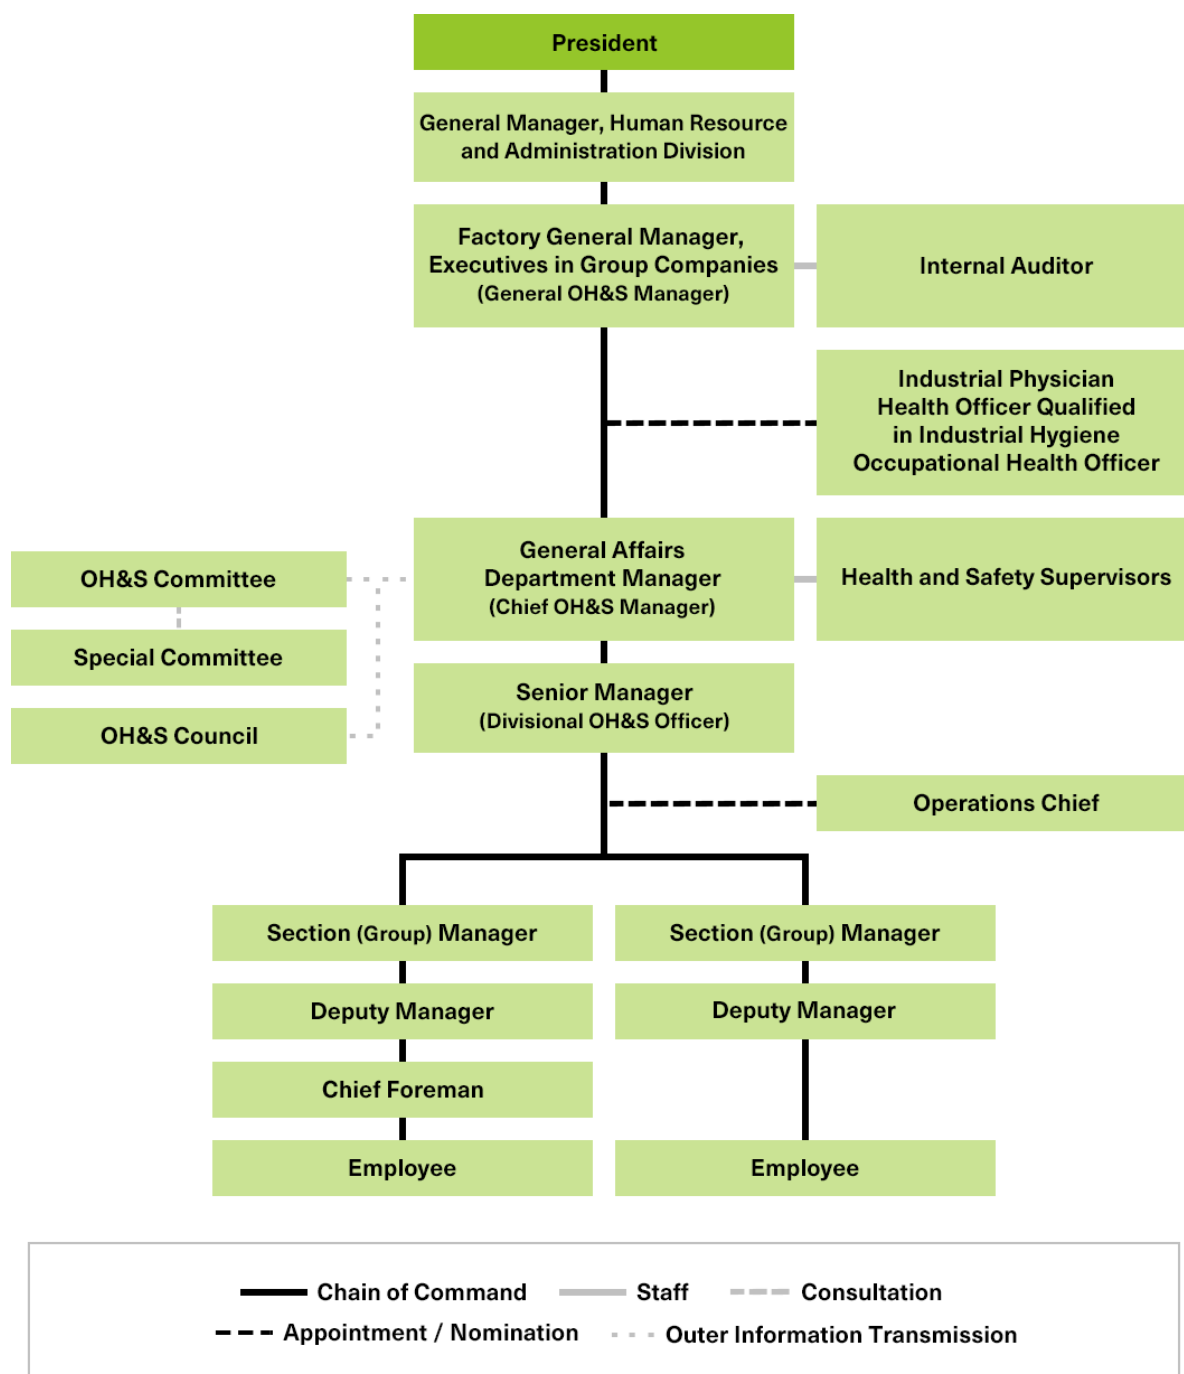 President
General Manager, Human Resource
and Administration Division
Factory General Manager,
Executives in Group Companies
(General OH&S Manager)
Internal Auditor
Industrial Physician
Health Officer Qualified
in Industrial Hygiene
Occupational Health Officer
General Affairs
Department Manager
(Chief OH&S Manager)
Health and Safety Supervisors
OH&S Committee
Special Committee
OH&S Council
Senior Manager
(Divisional OH&S Officer)
Operations Chief
Section (Group) Manager
Section (Group) Manager
Deputy Manager
Deputy Manager
Chief Foreman
Employee
Employee
Chain of Command
Staff
Consultation
Appointment / Nomination
Outer Information Transmission